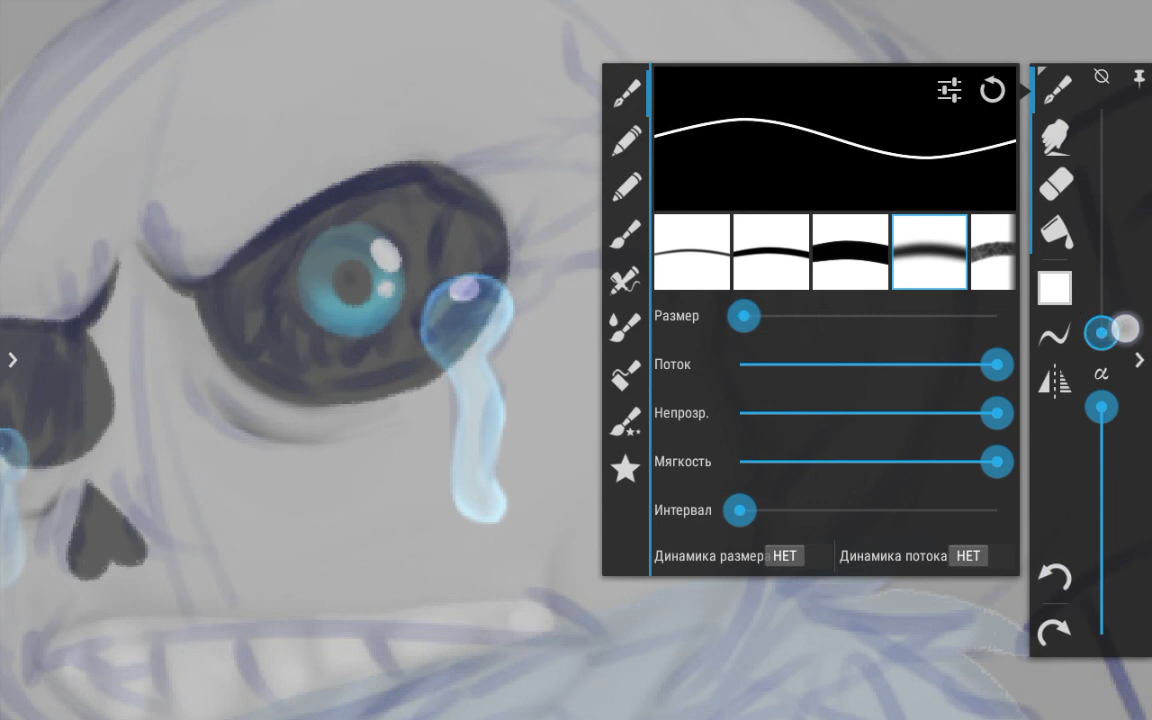 Размер
Поток
Непрозр.
Мягкость
Интервал
Динамика размер НЕТ Динамика потока НЕТ
α